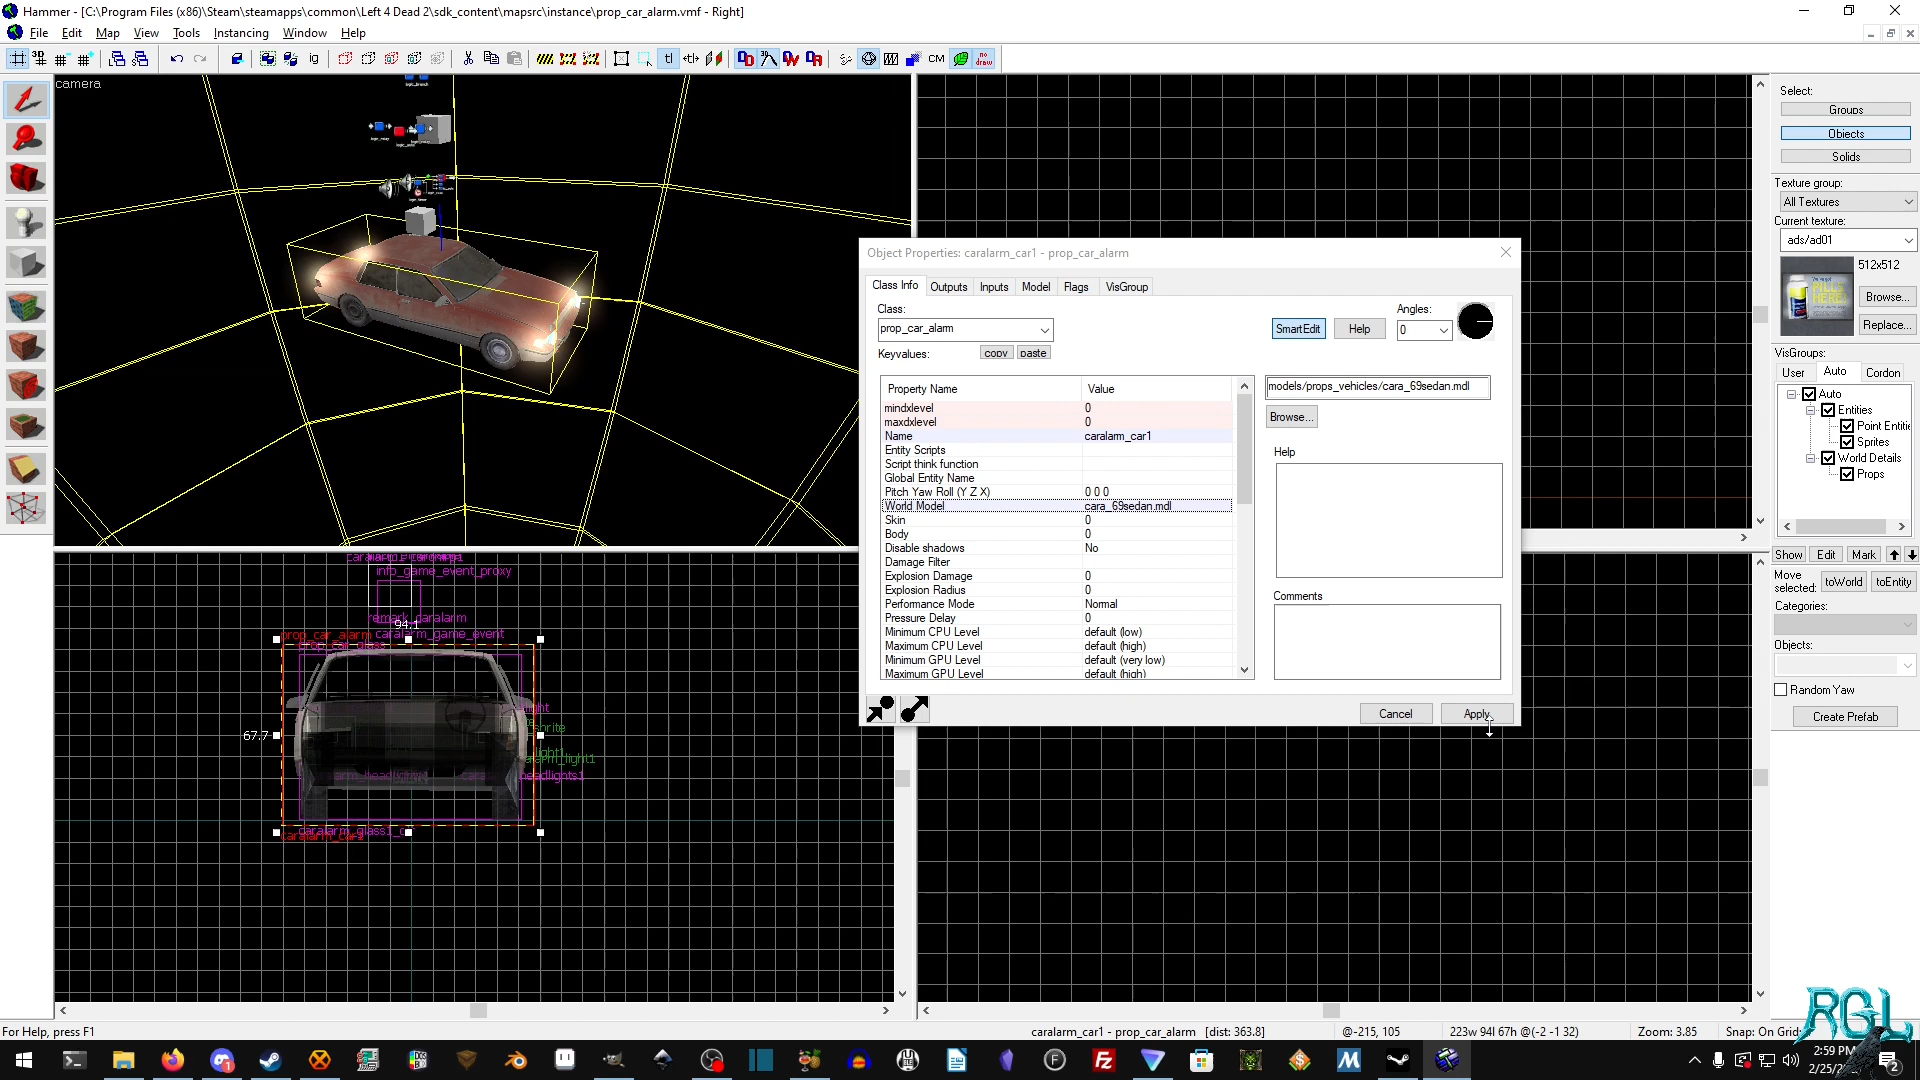 Hammer - [C:\Program Files (x86)\Steam\steamapps\common\Left 4 Dead 2\sdk_content\mapsrc\instance\prop_car_alarm.vmf - Right]
File Edit Map View Tools Instancing Window Help
camera
Select:
Groups
Objects
Solids
Texture group:
All Textures
Current texture:
ads/ad01
512x512
Browse...
Replace...
VisGroups:
User Auto Cordon
Auto
Entities
Point Entitie
Sprites
World Details
Props
Show Edit Mark
Move selected: toWorld toEntity
Categories:
Objects:
Random Yaw
Create Prefab
Object Properties: caralarm_car1 - prop_car_alarm
Class Info Outputs Inputs Model Flags VisGroup
Class:
prop_car_alarm
SmartEdit
Help
Angles:
0
Keyvalues: copy paste
Property Name Value
mindxlevel 0
maxdxlevel 0
Name caralarm_car1
Entity Scripts
Script think function
Global Entity Name
Pitch Yaw Roll (Y Z X) 0 0 0
World Model cara_69sedan.mdl
Skin 0
Body 0
Disable shadows No
Damage Filter
Explosion Damage 0
Explosion Radius 0
Performance Mode Normal
Pressure Delay 0
Minimum CPU Level default (low)
Maximum CPU Level default (high)
Minimum GPU Level default (very low)
Maximum GPU Level default (high)
models/props_vehicles/cara_69sedan.mdl
Browse...
Help
Comments
Cancel
Apply
info_game_event_proxy
remark_caralarm
94.1
prop_car_alarm caralarm_game_event
prop_car_glass
67.7
caralarm_glass1
caralarm_car1
For Help, press F1
caralarm_car1 - prop_car_alarm [dist: 363.8]
@-215, 105
223w 94l 67h @(-2 -1 32)
Zoom: 3.85
Snap: On Grid:
RGL
2:59 PM